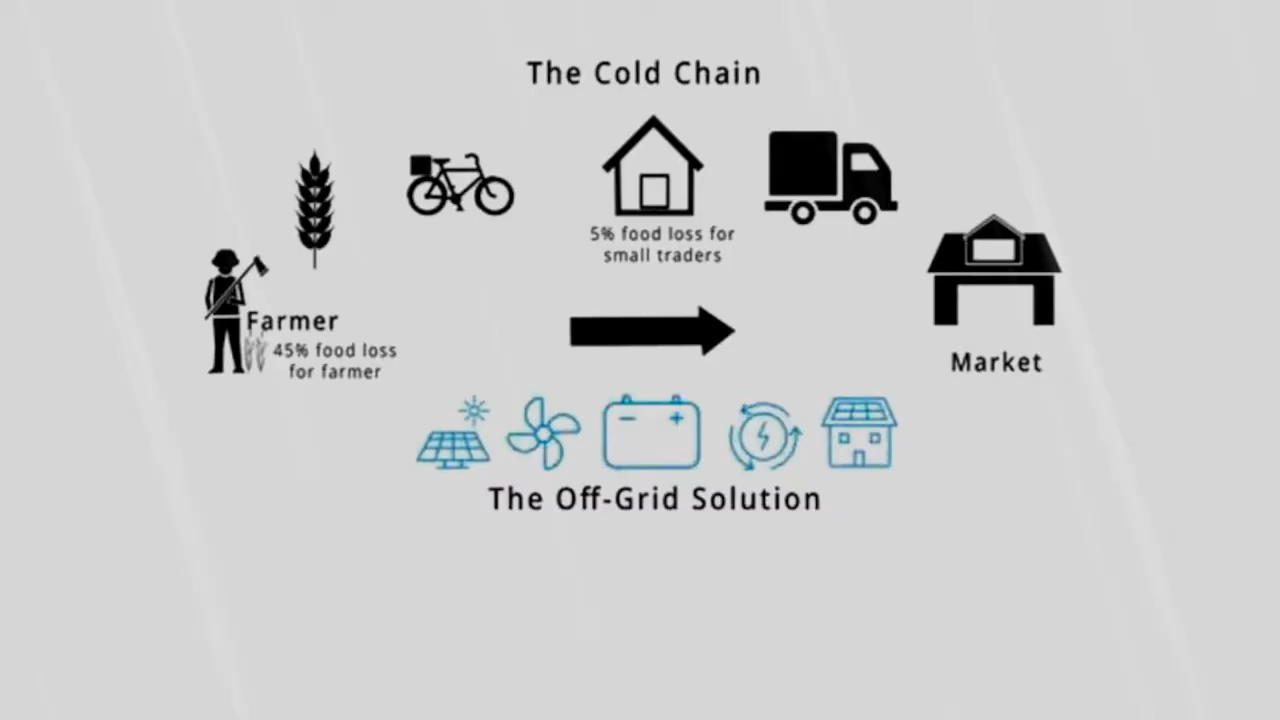 The Cold Chain
5% food loss for
small traders
Farmer
45% food loss
for farmer
Market
The Off-Grid Solution